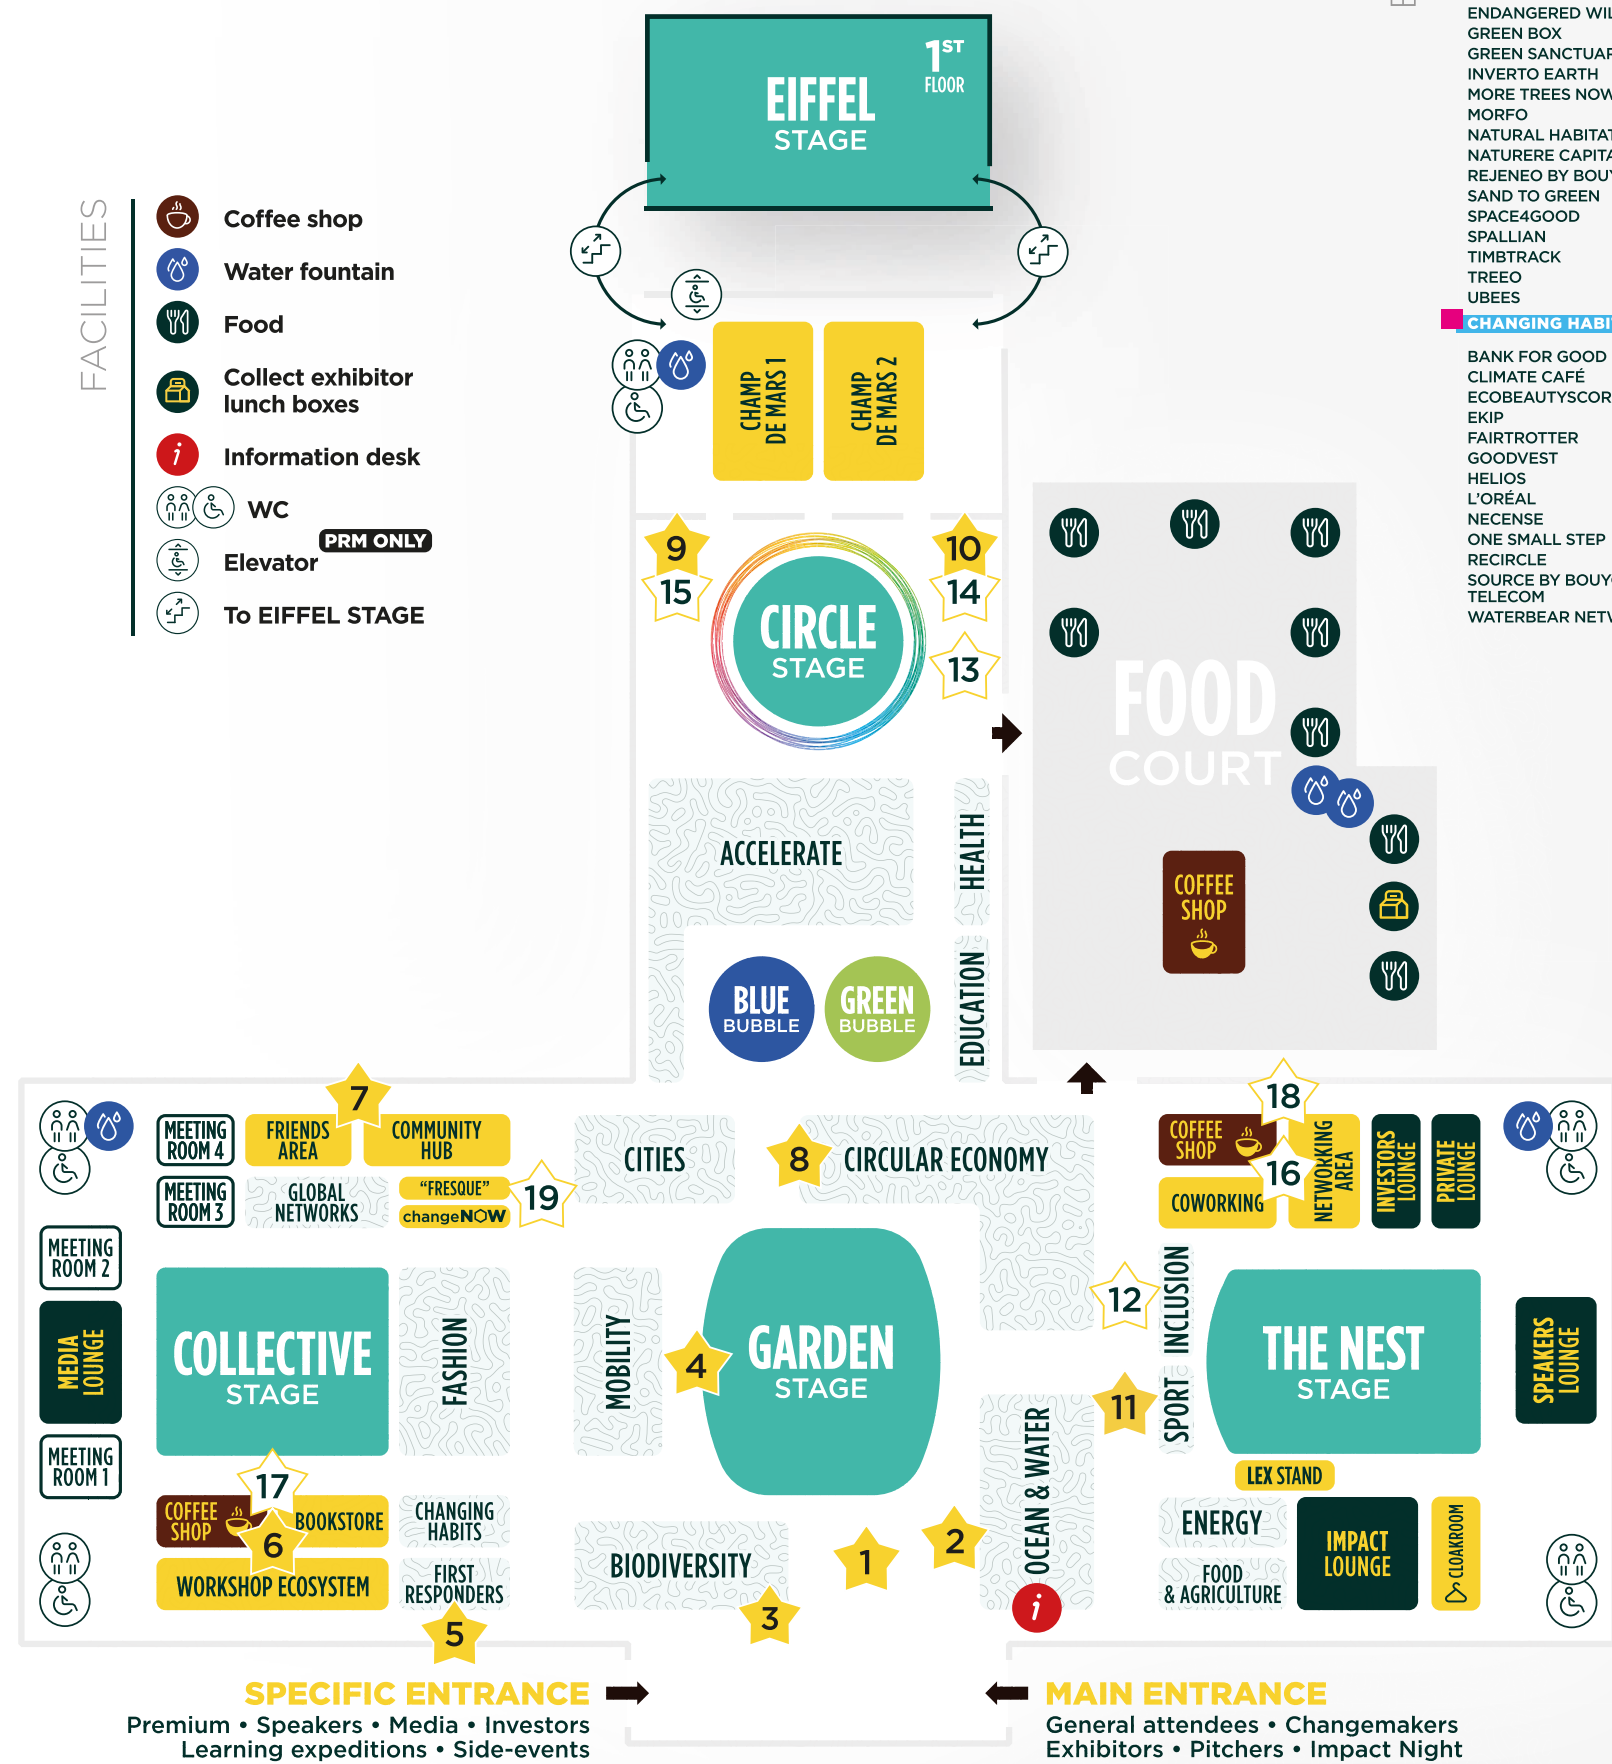 1ST
FLOOR
EIFFEL
STAGE
FACILITIES
Coffee shop
Water fountain
Food
Collect exhibitor
lunch boxes
Information desk
WC
PRM ONLY
Elevator
To EIFFEL STAGE
ENDANGERED
GREEN BOX
GREEN
INVERTO EARTH
MORE TREES NOW
MORFO
NATURAL
NATURERE
REJENEO BY
SAND TO GREEN
SPACE4GOOD
SPALLIAN
TIMBTRACK
TREEO
UBEES
CHANGING
BANK FOR GOOD
CLIMATE CAFÉ
EKIP
FAIRTROTTER
GOODVEST
HELIOS
L'ORÉAL
NECENSE
ONE SMALL STEP
RECIRCLE
SOURCE BY
TELECOM
WATERBEAR
CHAMP
DE MARS 1
CHAMP
DE MARS 2
9
15
10
14
13
CIRCLE
STAGE
FOOD
COURT
COFFEE
SHOP
ACCELERATE
HEALTH
EDUCATION
BLUE
BUBBLE
GREEN
BUBBLE
7
MEETING
ROOM 4
FRIENDS
AREA
COMMUNITY
HUB
MEETING
ROOM 3
GLOBAL
NETWORKS
"FRESQUE"
changeNOW
19
MEETING
ROOM 2
MEDIA
LOUNGE
MEETING
ROOM 1
COLLECTIVE
STAGE
FASHION
17
COFFEE
SHOP
BOOKSTORE
6
WORKSHOP ECOSYSTEM
CHANGING
HABITS
FIRST
RESPONDERS
5
CITIES
8
CIRCULAR ECONOMY
MOBILITY
4
GARDEN
STAGE
BIODIVERSITY
3
1
2
OCEAN & WATER
12
11
18
COFFEE
SHOP
16
COWORKING
NETWORKING
AREA
INVESTORS
LOUNGE
PRIVATE
LOUNGE
INCLUSION
SPORT
THE NEST
STAGE
SPEAKERS
LOUNGE
LEX STAND
ENERGY
FOOD
& AGRICULTURE
IMPACT
LOUNGE
CLOAKROOM
SPECIFIC ENTRANCE
Premium • Speakers • Media • Investors
Learning expeditions • Side-events
MAIN ENTRANCE
General attendees • Changemakers
Exhibitors • Pitchers • Impact Night